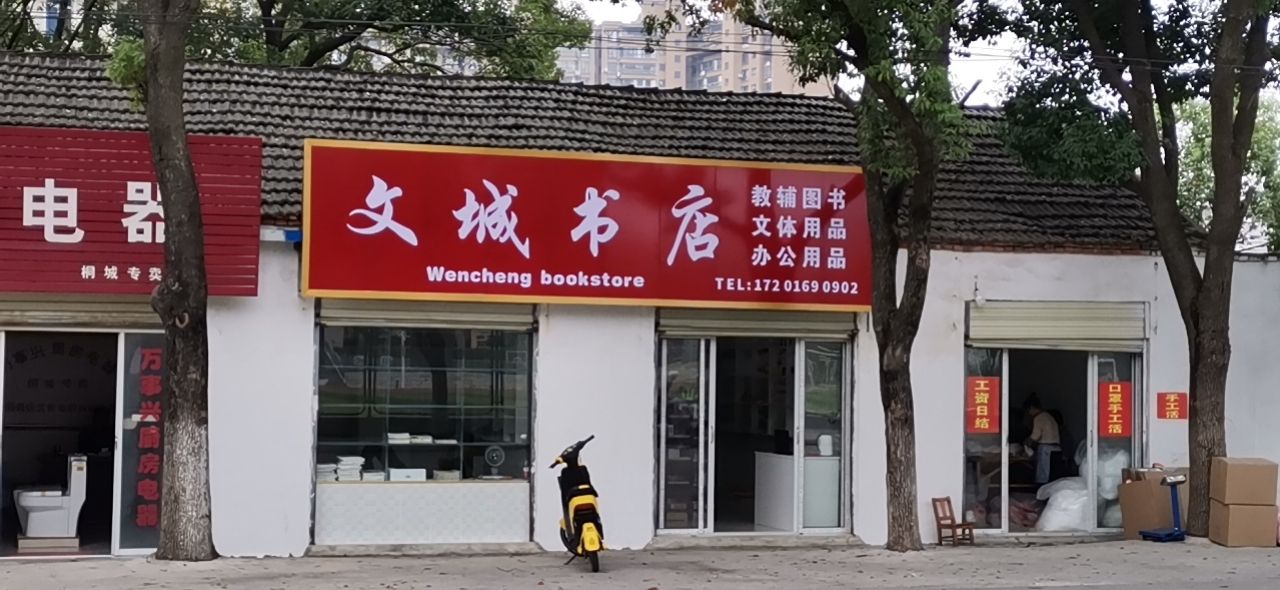 电器
桐城专卖
万事兴厨房电器
文城书店
Wencheng bookstore
教辅图书
文体用品
办公用品
TEL:172 0169 0902
工资日结
口罩手工活
手工活